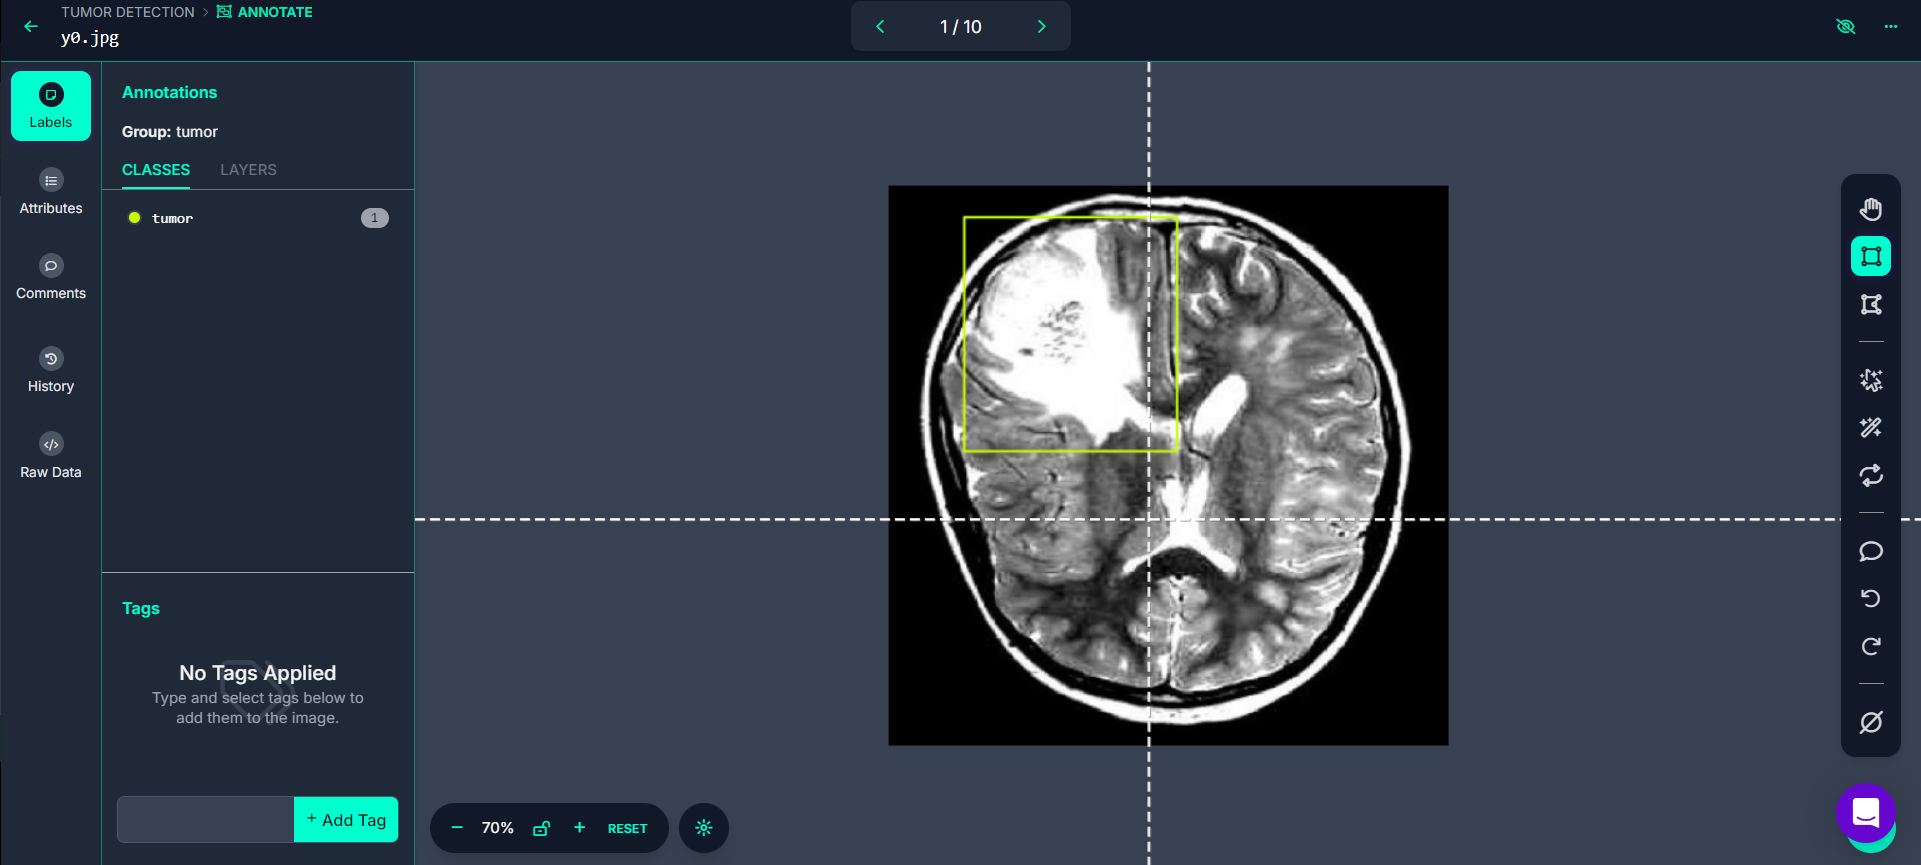 TUMOR DETECTION > ANNOTATE
y0.jpg
1 / 10
Labels
Attributes
Comments
History
Raw Data
Annotations
Group: tumor
CLASSES LAYERS
tumor 1
Tags
No Tags Applied
Type and select tags below to
add them to the image.
+ Add Tag
− 70% + RESET